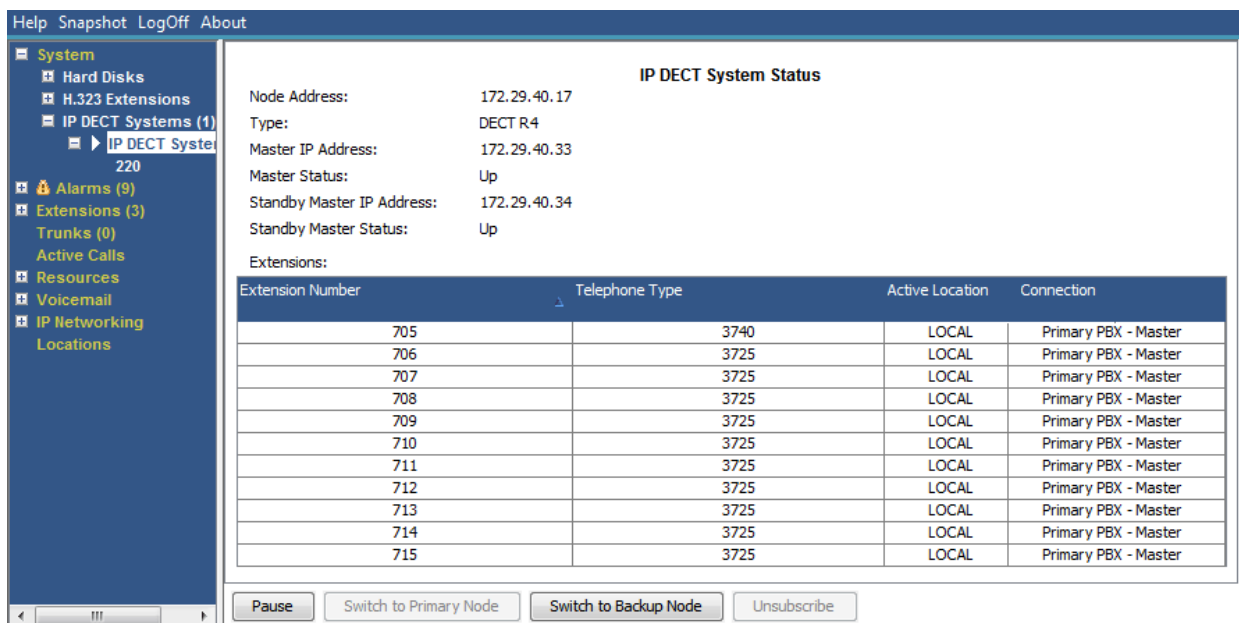 Help Snapshot LogOff About
System
Hard Disks
H.323 Extensions
IP DECT Systems (1)
IP DECT System
220
Alarms (9)
Extensions (3)
Trunks (0)
Active Calls
Resources
Voicemail
IP Networking
Locations
IP DECT System Status
Node Address: 172.29.40.17
Type: DECT R4
Master IP Address: 172.29.40.33
Master Status: Up
Standby Master IP Address: 172.29.40.34
Standby Master Status: Up
Extensions:
Extension Number Telephone Type Active Location Connection
705 3740 LOCAL Primary PBX - Master
706 3725 LOCAL Primary PBX - Master
707 3725 LOCAL Primary PBX - Master
708 3725 LOCAL Primary PBX - Master
709 3725 LOCAL Primary PBX - Master
710 3725 LOCAL Primary PBX - Master
711 3725 LOCAL Primary PBX - Master
712 3725 LOCAL Primary PBX - Master
713 3725 LOCAL Primary PBX - Master
714 3725 LOCAL Primary PBX - Master
715 3725 LOCAL Primary PBX - Master
Pause Switch to Primary Node Switch to Backup Node Unsubscribe